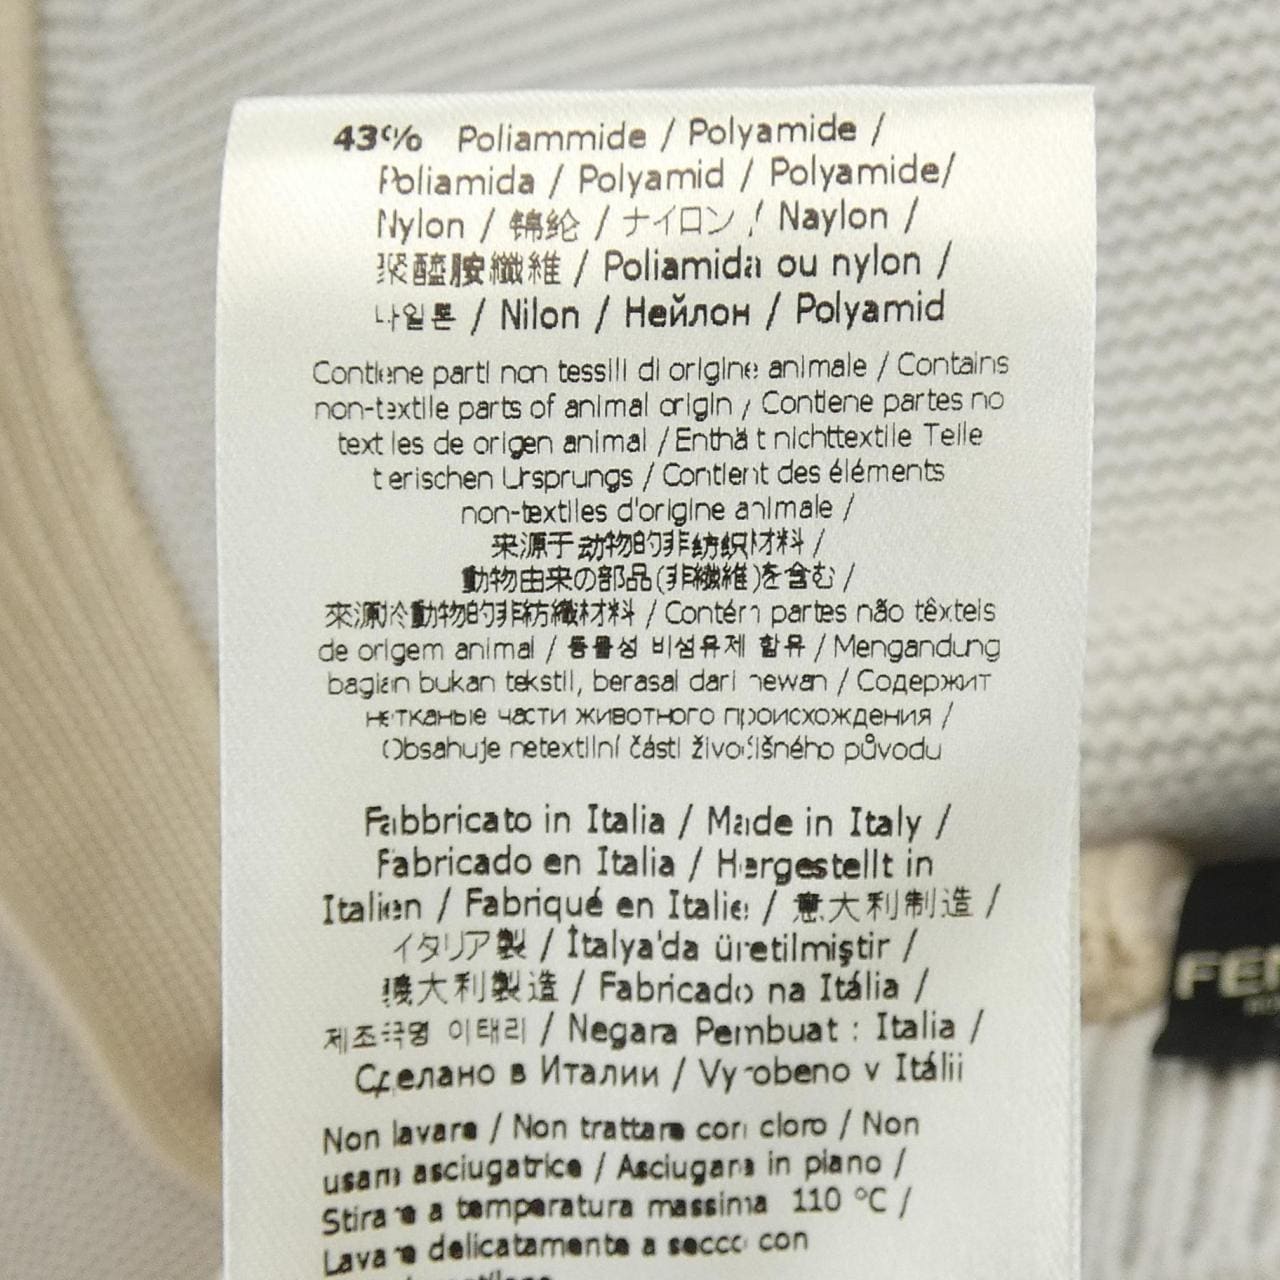 43% Poliammide / Polyamide /
Poliamida / Polyamid / Polyamide/
Nylon / 锦纶 / ナイロン / Naylon /
聚醯胺纖維 / Poliamida ou nylon /
나일론 / Nilon / Нейлон / Polyamid
Contiene parti non tessili di origine animale / Contains
non-textile parts of animal origin / Contiene partes no
textiles de origen animal / Enthält nichttextile Teile
tierischen Ursprungs / Contient des éléments
non-textiles d'origine animale /
来源于动物的非纺织材料 /
動物由来の部品(非繊維)を含む /
來源於動物的非紡織材料 / Contém partes não têxteis
de origem animal / 동물성 비섬유제 함유 / Mengandung
bagian bukan tekstil, berasal dari hewan / Содержит
нетканые части животного происхождения /
Obsahuje netextilní části živočišného původu
Fabbricato in Italia / Made in Italy /
Fabricado en Italia / Hergestellt in
Italien / Fabriqué en Italie / 意大利制造 /
イタリア製 / İtalya'da üretilmiştir /
義大利製造 / Fabricado na Itália /
제조국명 이태리 / Negara Pembuat : Italia /
Сделано в Италии / Vyrobeno v Itálii
Non lavare / Non trattare con cloro / Non
usare asciugatrice / Asciugare in piano /
Stirare a temperatura massima 110 °C /
Lavare delicatamente a secco con
FEN